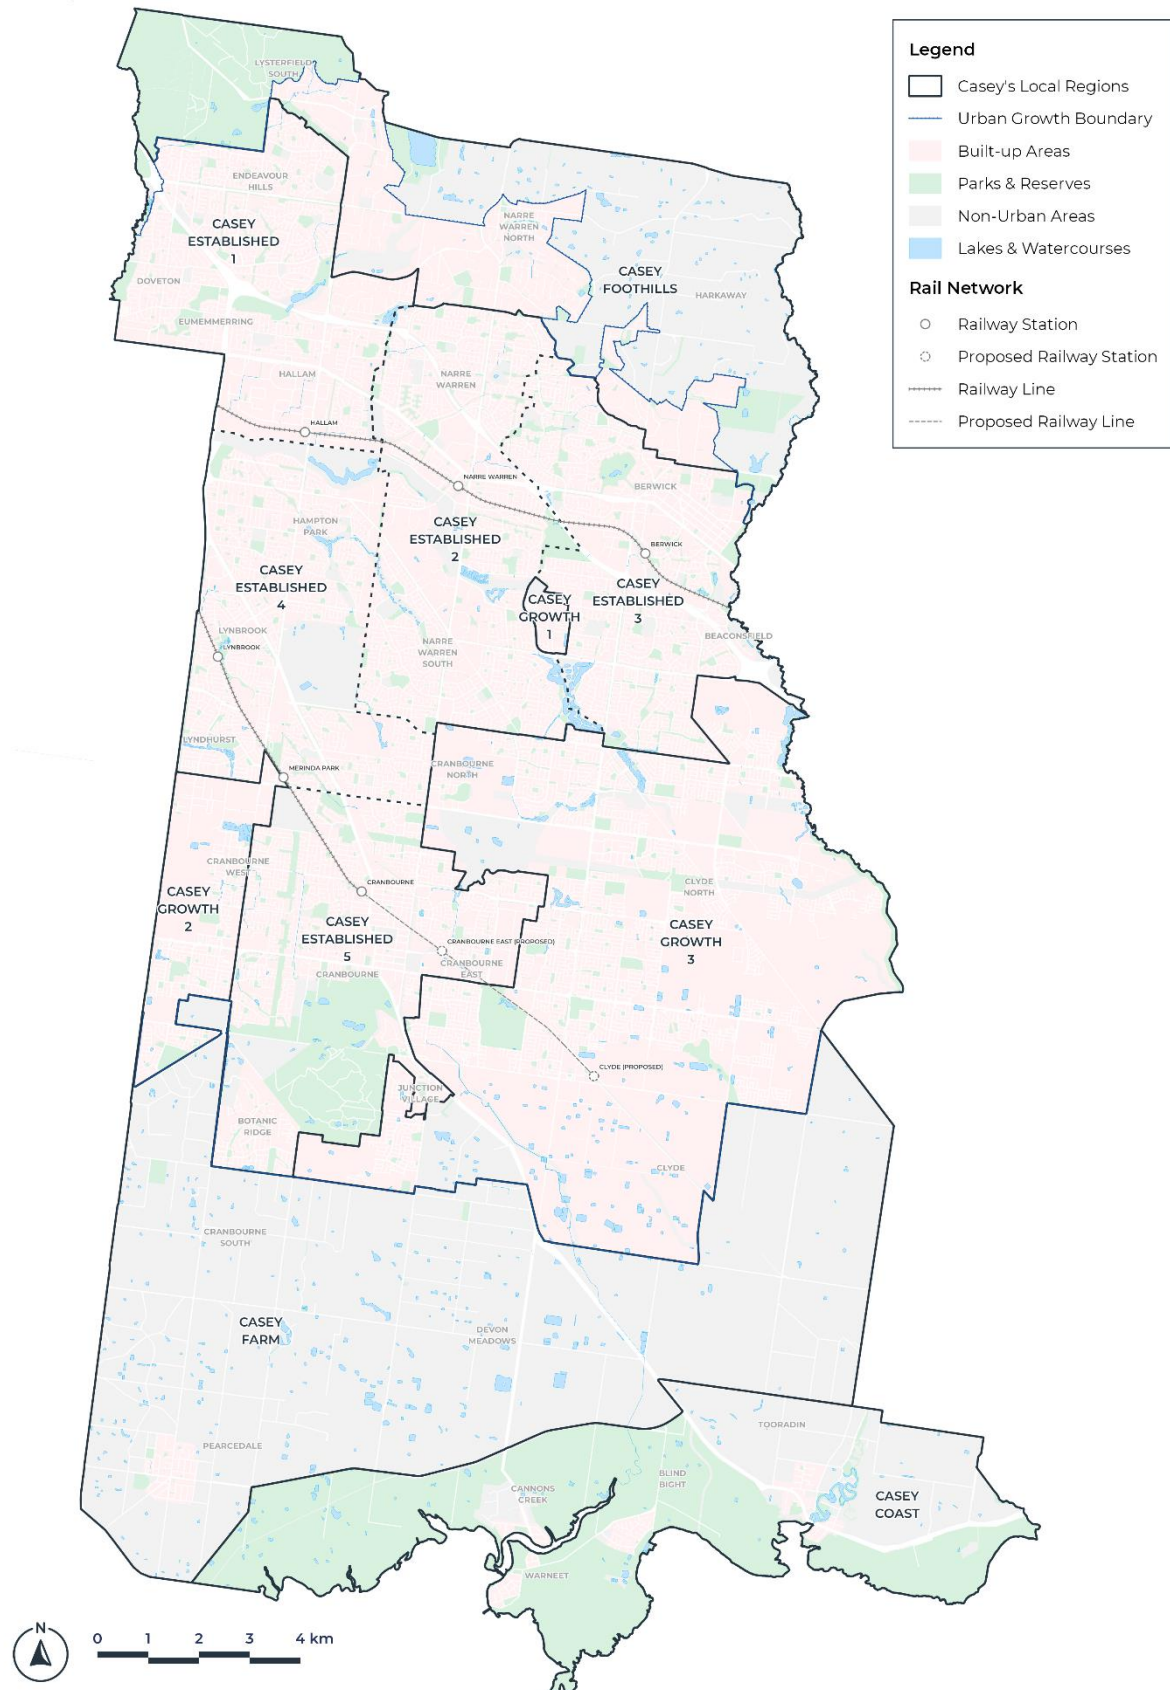 LYSTERFIELD
SOUTH
ENDEAVOUR
HILLS
CASEY
ESTABLISHED
1
NARRE
WARREN
NORTH
CASEY
FOOTHILLS
HARKAWAY
DOVETON
EUMEMMERRING
HALLAM
NARRE
WARREN
HALLAM
NARRE WARREN
BERWICK
HAMPTON
PARK
CASEY
ESTABLISHED
2
BERWICK
CASEY
ESTABLISHED
4
CASEY
GROWTH
1
CASEY
ESTABLISHED
3
LYNBROOK
LYNBROOK
NARRE
WARREN
SOUTH
BEACONSFIELD
LYNDHURST
MERINDA PARK
CRANBOURNE
NORTH
CRANBOURNE
WEST
CASEY
GROWTH
2
CRANBOURNE
CLYDE
NORTH
CASEY
ESTABLISHED
5
CRANBOURNE
CRANBOURNE EAST (PROPOSED)
CRANBOURNE
EAST
CASEY
GROWTH
3
CLYDE (PROPOSED)
JUNCTION
VILLAGE
BOTANIC
RIDGE
CLYDE
CRANBOURNE
SOUTH
CASEY
FARM
DEVON
MEADOWS
PEARCEDALE
TOORADIN
CANNONS
CREEK
BLIND
BIGHT
CASEY
COAST
WARNEET
Legend
Casey's Local Regions
Urban Growth Boundary
Built-up Areas
Parks & Reserves
Non-Urban Areas
Lakes & Watercourses
Rail Network
Railway Station
Proposed Railway Station
Railway Line
Proposed Railway Line
N
0 1 2 3 4 km